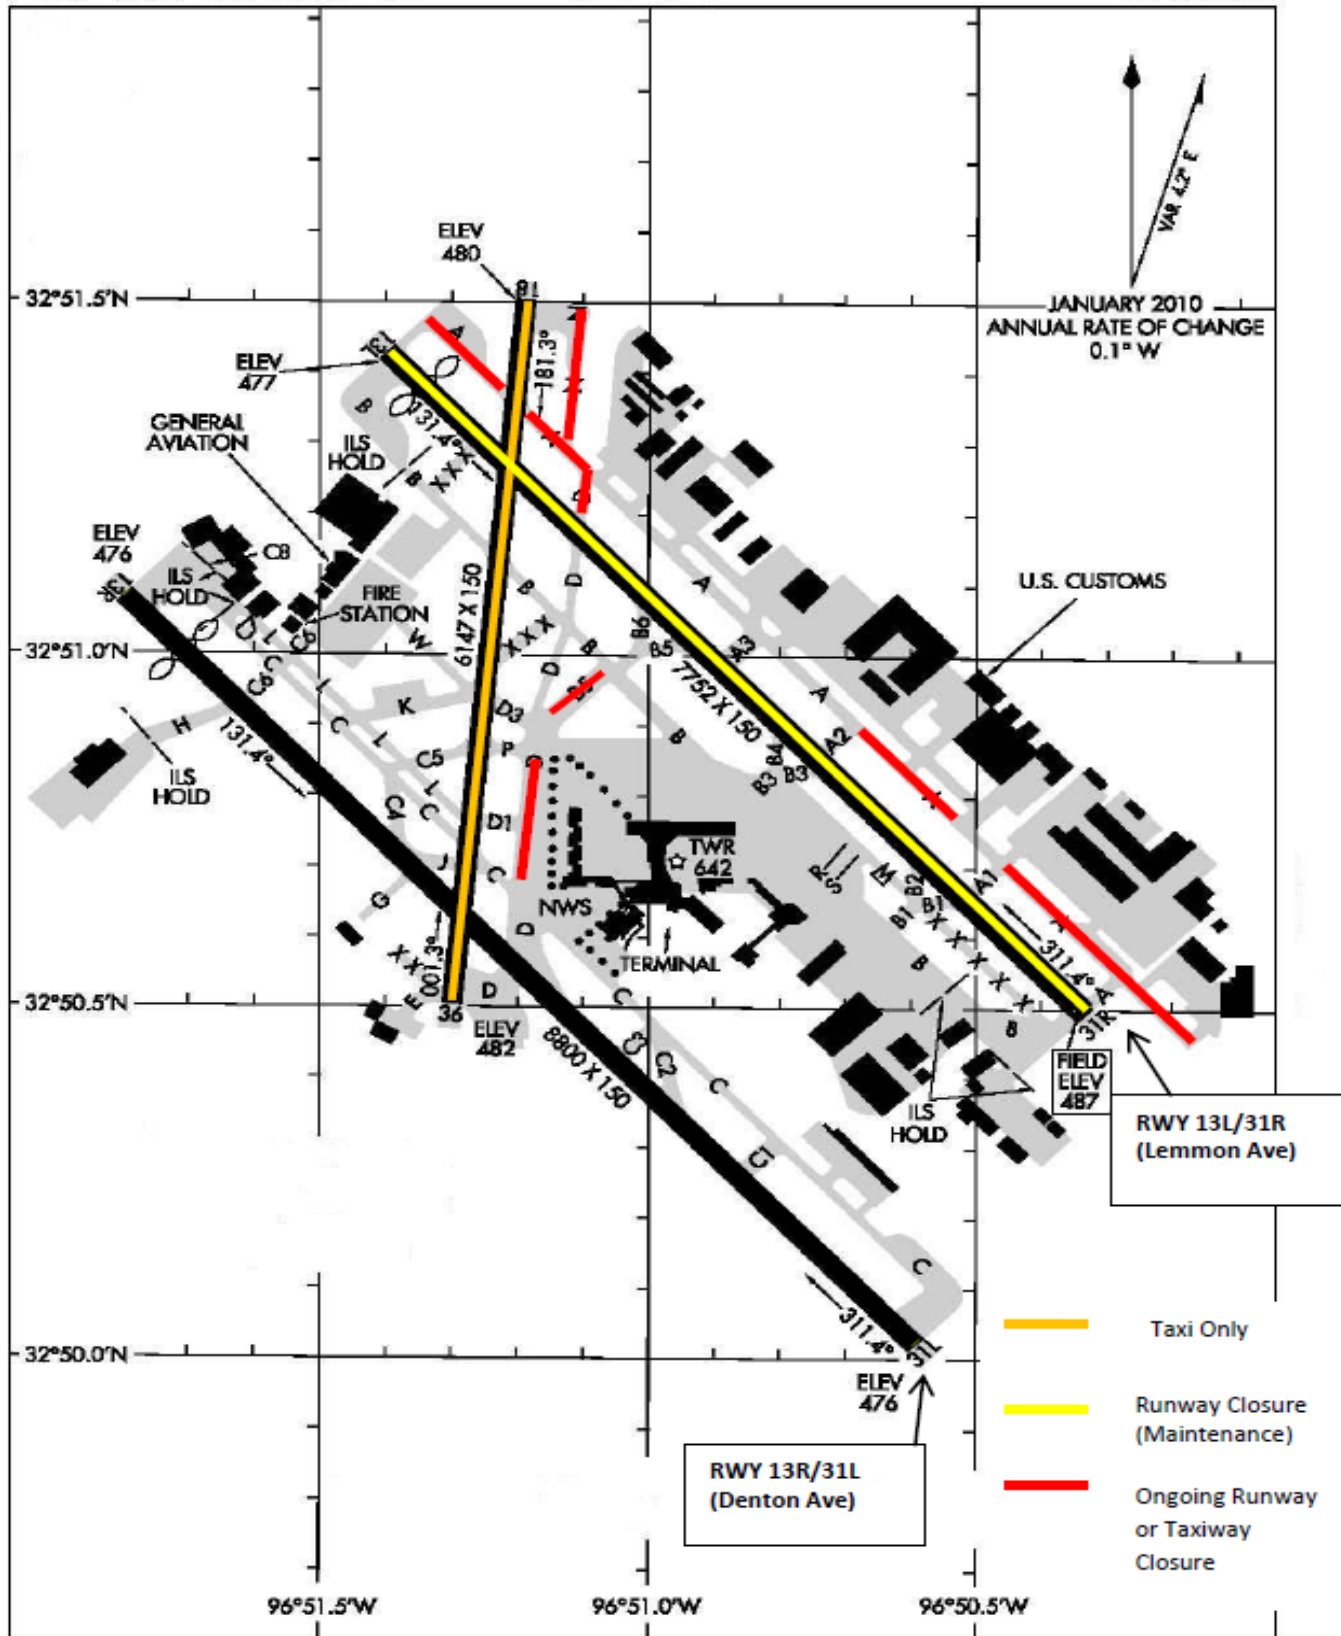 VAR 4.2° E
JANUARY 2010
ANNUAL RATE OF CHANGE
0.1° W
ELEV
480
18
32°51.5'N
ELEV
477
13L
A
N
N
181.3°
A
B
131.4°
GENERAL
AVIATION
ILS
HOLD
B
X X X
ELEV
476
13R
C8
ILS
HOLD
FIRE
STATION
6147 X 150
D
B
A
U.S. CUSTOMS
L
C6
W
X X X
B6
B5
A3
32°51.0'N
C
C6
L
D
B
7752 X 150
A
K
D3
B
A2
H
131.4°
C
L
P
C5
B4
B3
B3
ILS
HOLD
L
C4
C
D1
TWR
642
J
C
R
S
M
B2
A1
G
NWS
B1
B1
X X X X X
D
TERMINAL
B
311.4°
A
X X
001.3°
C
32°50.5'N
E
D
36
ELEV
482
8800 X 150
C3
C2
C
B
31R
FIELD
ELEV
487
ILS
HOLD
RWY 13L/31R
(Lemmon Ave)
C1
C
311.4°
31L
32°50.0'N
ELEV
476
Taxi Only
Runway Closure
(Maintenance)
RWY 13R/31L
(Denton Ave)
Ongoing Runway
or Taxiway
Closure
96°51.5'W
96°51.0'W
96°50.5'W